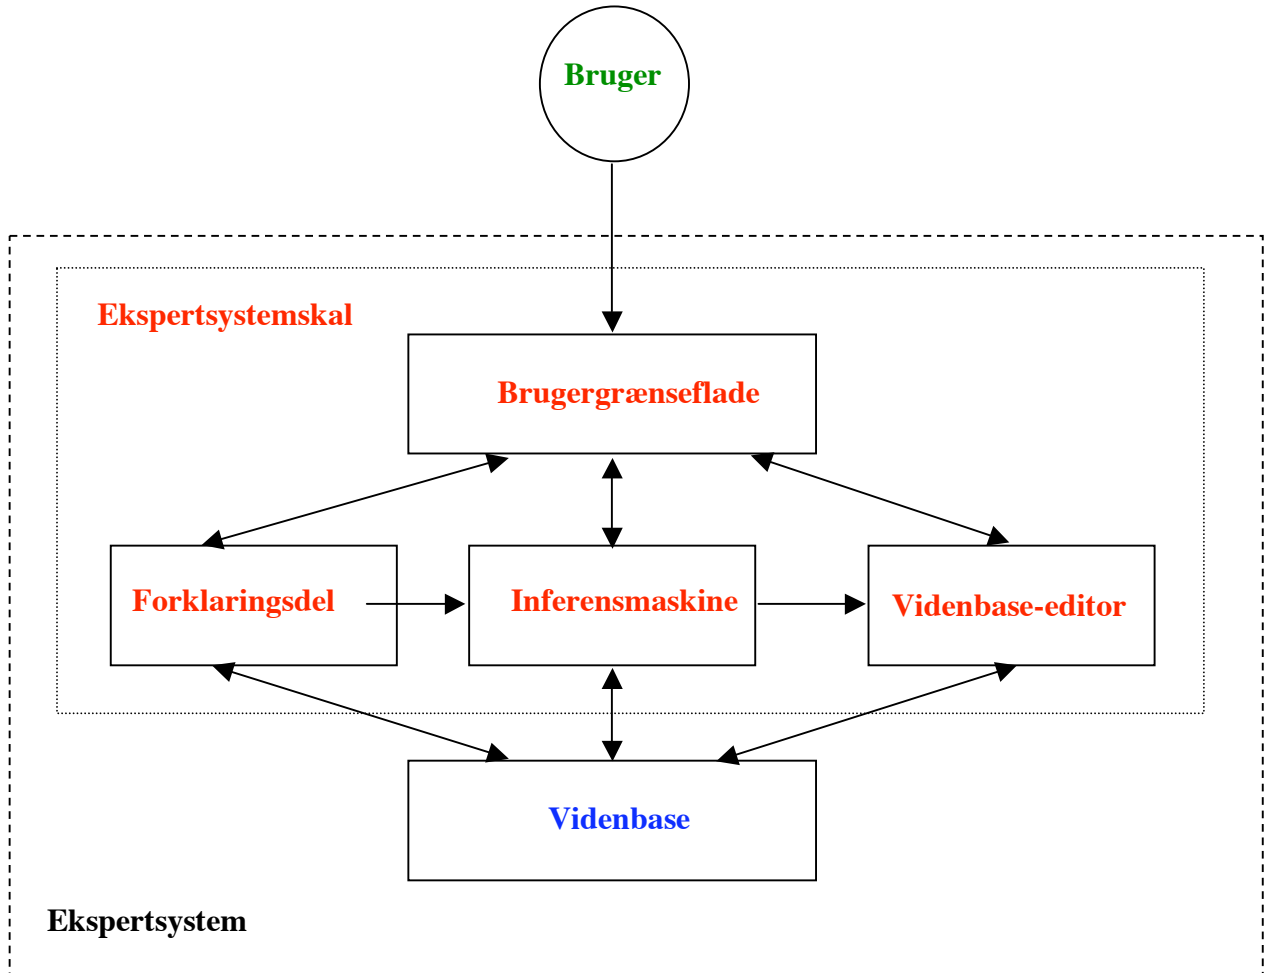 Bruger
Ekspertsystemskal
Brugergrænseflade
Forklaringsdel
Inferensmaskine
Videnbase-editor
Videnbase
Ekspertsystem